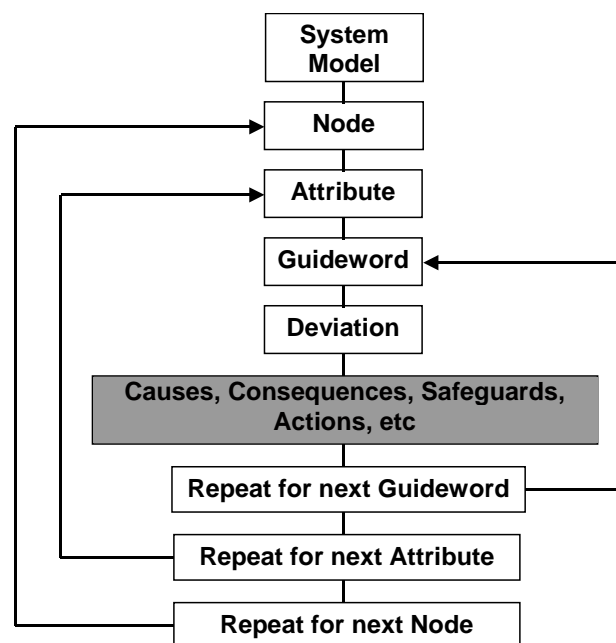 System
Model
Node
Attribute
Guideword
Deviation
Causes, Consequences, Safeguards,
Actions, etc
Repeat for next Guideword
Repeat for next Attribute
Repeat for next Node